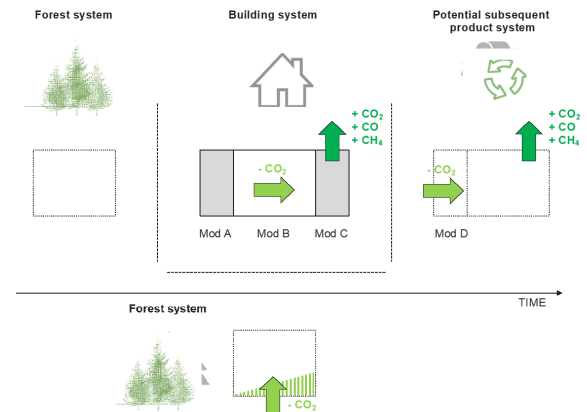 Forest system
Building system
Potential subsequent
product system
+ CO₂
+ CO
+ CH₄
+ CO₂
+ CO
+ CH₄
- CO₂
- CO₂
Mod A
Mod B
Mod C
Mod D
TIME
Forest system
- CO₂